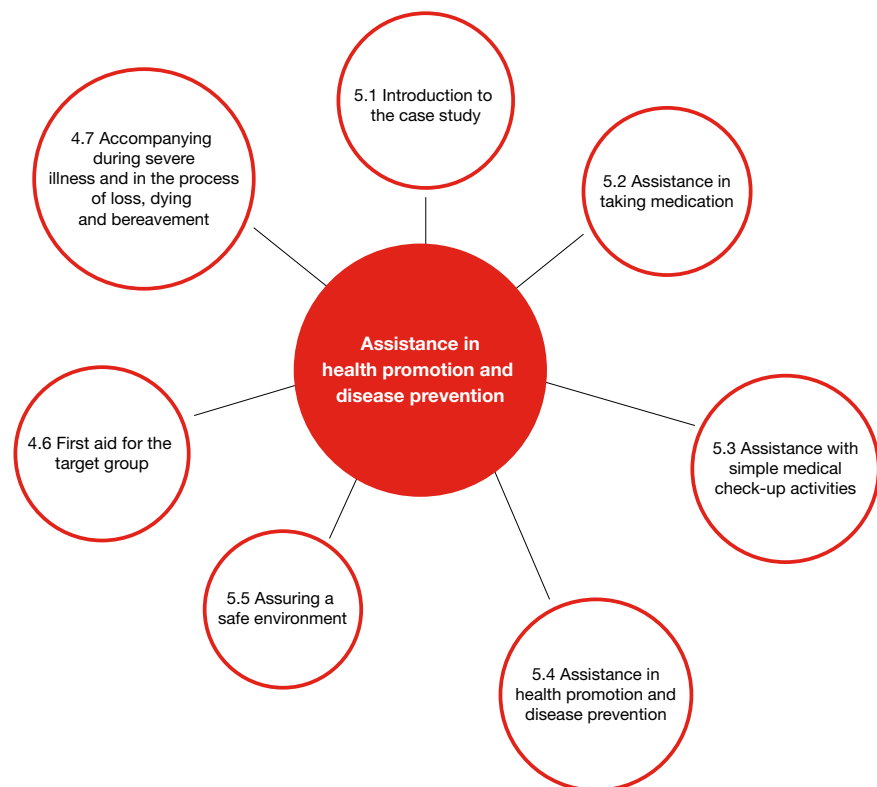 5.1 Introduction to
the case study
4.7 Accompanying
during severe
illness and in the process
of loss, dying
and bereavement
5.2 Assistance in
taking medication
Assistance in
health promotion and
disease prevention
4.6 First aid for the
target group
5.3 Assistance with
simple medical
check-up activities
5.5 Assuring a
safe environment
5.4 Assistance in
health promotion and
disease prevention